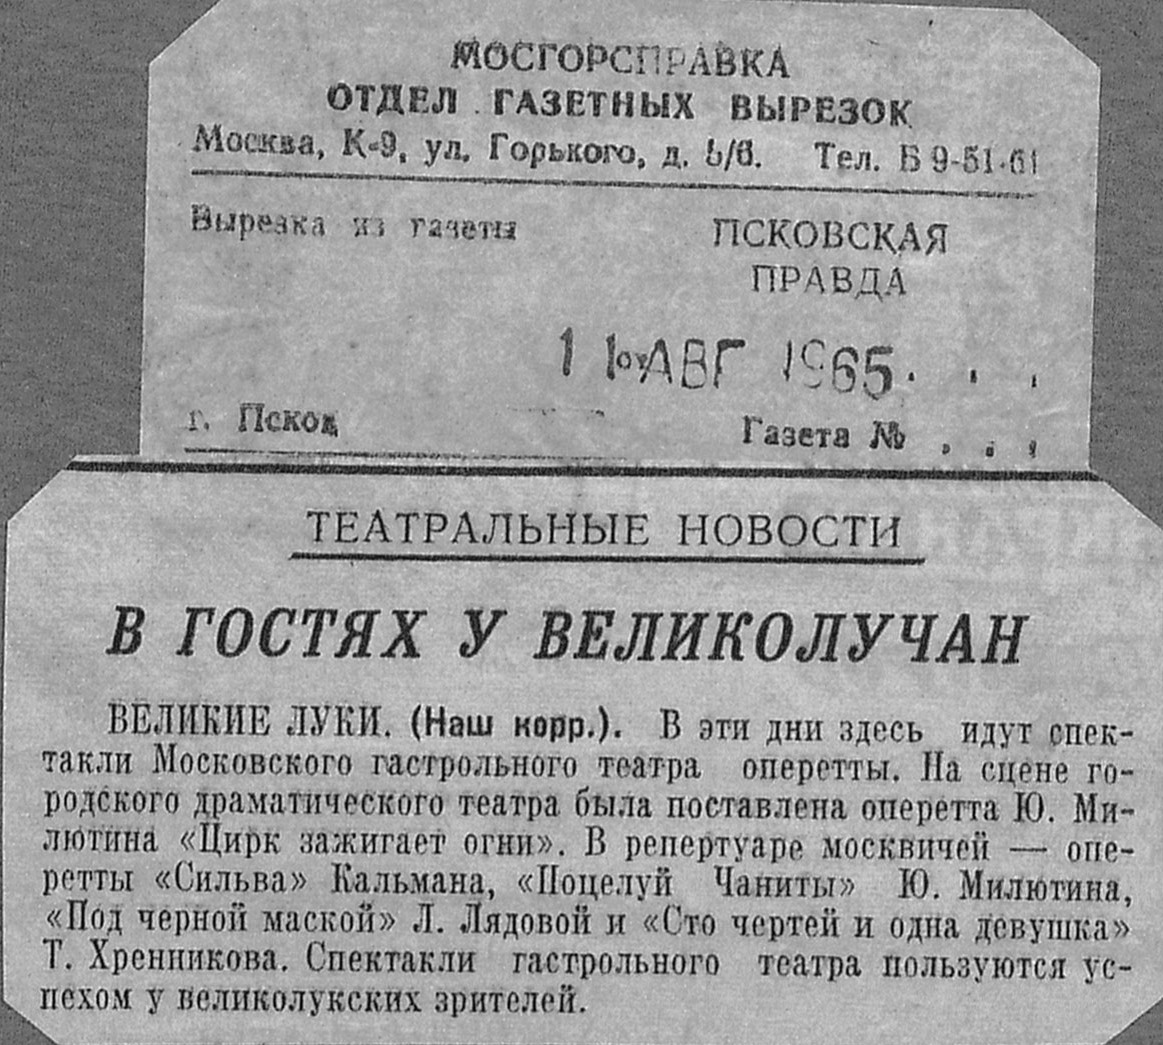 МОСГОРСПРАВКА
ОТДЕЛ ГАЗЕТНЫХ ВЫРЕЗОК
Москва, К-9, ул. Горького, д. 5/6. Тел. Б 9-51-61
Вырезка из газеты
ПСКОВСКАЯ
ПРАВДА
АВГ 1965
г. Псков
Газета № . . .
ТЕАТРАЛЬНЫЕ НОВОСТИ
В ГОСТЯХ У ВЕЛИКОЛУЧАН
ВЕЛИКИЕ ЛУКИ. (Наш корр.). В эти дни здесь идут спек-
такли Московского гастрольного театра оперетты. На сцене го-
родского драматического театра была поставлена оперетта Ю. Ми-
лютина «Цирк зажигает огни». В репертуаре москвичей — опе-
ретты «Сильва» Кальмана, «Поцелуй Чаниты» Ю. Милютина,
«Под черной маской» Л. Лядовой и «Сто чертей и одна девушка»
Т. Хренникова. Спектакли гастрольного театра пользуются ус-
пехом у великолукских зрителей.